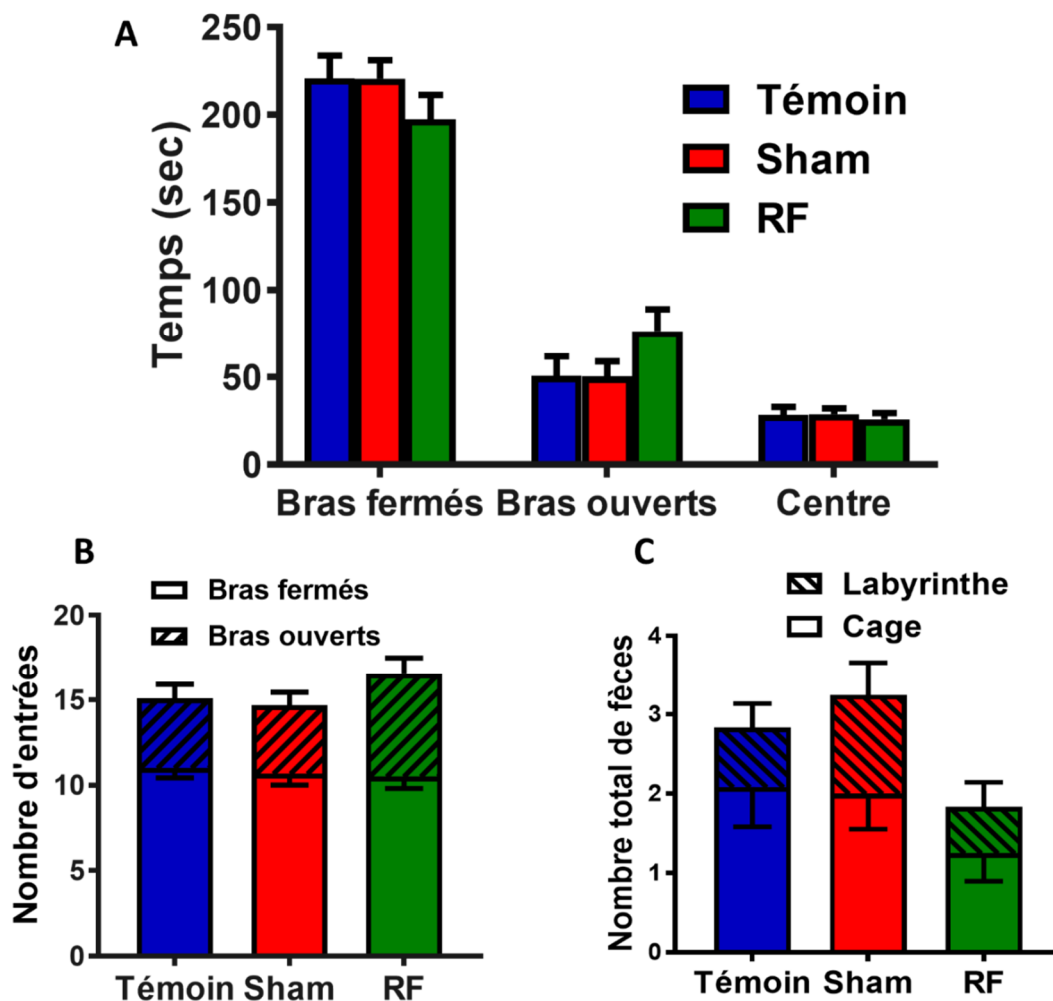 A
Temps (sec)
250
200
150
100
50
0
Témoin
Sham
RF
Bras fermés Bras ouverts Centre
B
Bras fermés
Bras ouverts
Nombre d'entrées
20
15
10
5
0
Témoin Sham RF
C
Labyrinthe
Cage
Nombre total de fèces
4
3
2
1
0
Témoin Sham RF